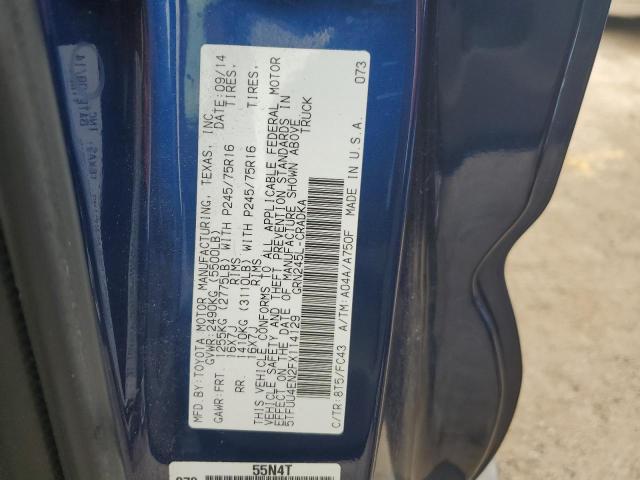 MFD.BY:TOYOTA MOTOR MANUFACTURING, TEXAS, INC. DATE:09/14
GVWR:2490KG (5500LB)
GAWR:FRT 1255KG (2775LB) WITH P245/75R16 TIRES,
16X7J RIMS
RR 1410KG (3110LB) WITH P245/75R16 TIRES,
16X7J RIMS
THIS VEHICLE CONFORMS TO ALL APPLICABLE FEDERAL MOTOR
VEHICLE SAFETY AND THEFT PREVENTION STANDARDS IN
EFFECT ON THE DATE OF MANUFACTURE SHOWN ABOVE
5TFUU4EN2FX114129 GRN245L-CRADKA TRUCK
C/TR:8T5/FC43 A/TM:A04A/A750F MADE IN U.S.A. 073
55N4T